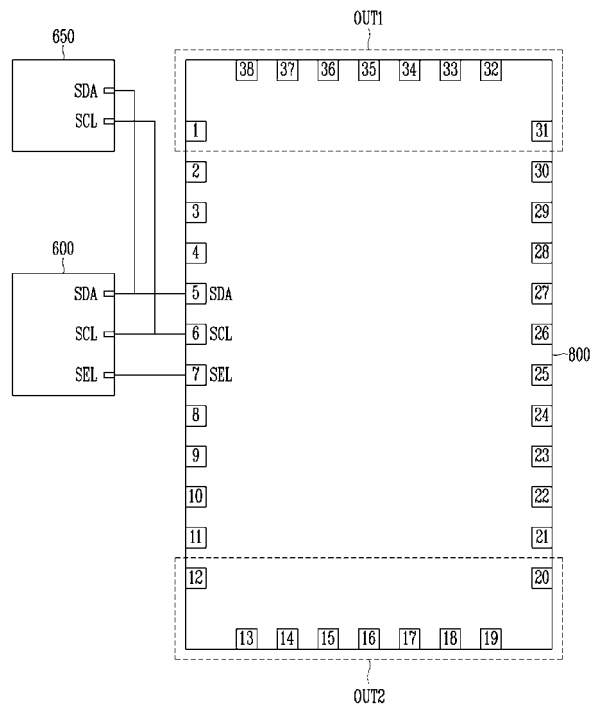 OUT1
650
38 37 36 35 34 33 32
SDA
SCL
1 31
2 30
3 29
4 28
600
SDA 5 SDA 27
SCL 6 SCL 26
800
SEL 7 SEL 25
8 24
9 23
10 22
11 21
12 20
13 14 15 16 17 18 19
OUT2